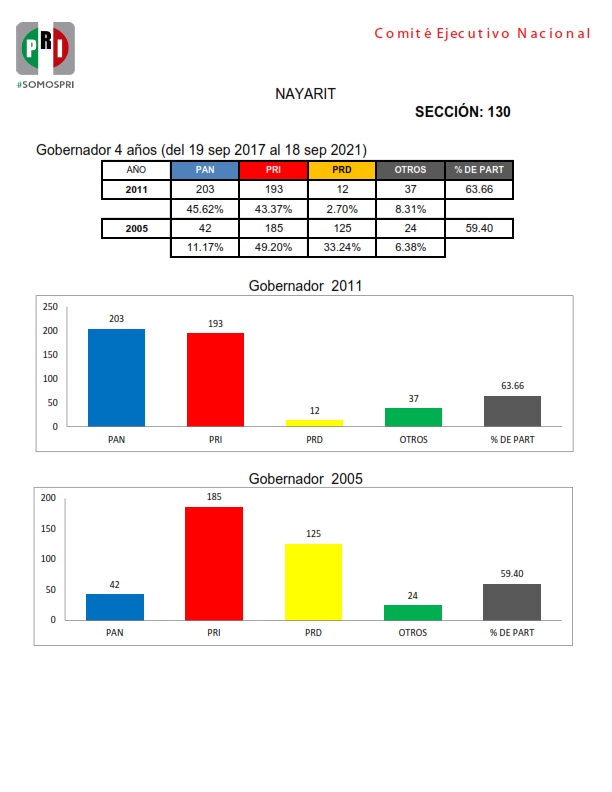 PRI
#SOMOSPRI
Comité Ejecutivo Nacional
NAYARIT
SECCIÓN: 130
Gobernador 4 años (del 19 sep 2017 al 18 sep 2021)
AÑO PAN PRI PRD OTROS % DE PART
2011 203 193 12 37 63.66
45.62% 43.37% 2.70% 8.31%
2005 42 185 125 24 59.40
11.17% 49.20% 33.24% 6.38%
Gobernador 2011
250
200
150
100
50
0
203
193
12
37
63.66
PAN PRI PRD OTROS % DE PART
Gobernador 2005
200
150
100
50
0
42
185
125
24
59.40
PAN PRI PRD OTROS % DE PART